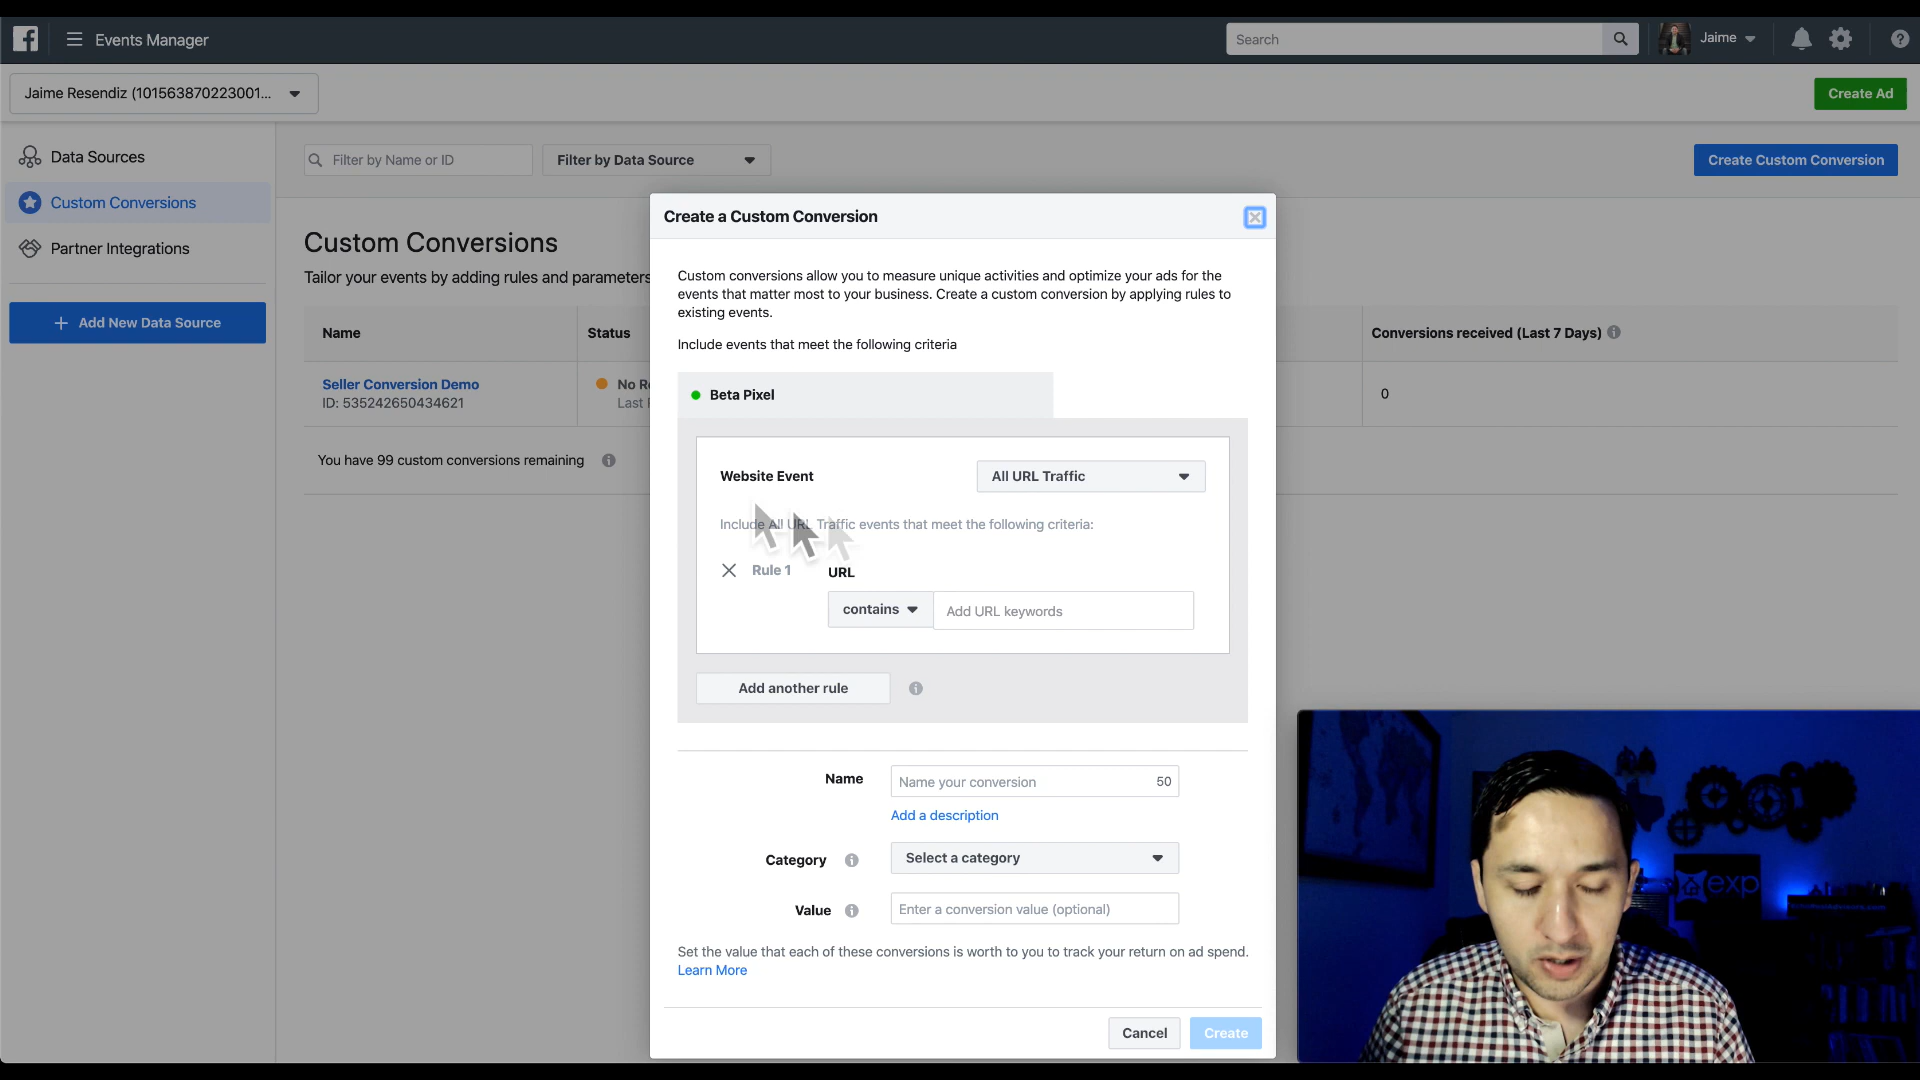 Events Manager
Search
Jaime
Jaime Resendiz (101563870223001...
Create Ad
Data Sources
Custom Conversions
Partner Integrations
+ Add New Data Source
Filter by Name or ID
Filter by Data Source
Create Custom Conversion
Custom Conversions
Tailor your events by adding rules and parameters
Name
Status
Conversions received (Last 7 Days)
Seller Conversion Demo
ID: 535242650434621
No R
Last
0
You have 99 custom conversions remaining
Create a Custom Conversion
Custom conversions allow you to measure unique activities and optimize your ads for the
events that matter most to your business. Create a custom conversion by applying rules to
existing events.
Include events that meet the following criteria
Beta Pixel
Website Event
All URL Traffic
Include All URL Traffic events that meet the following criteria:
Rule 1
URL
contains
Add URL keywords
Add another rule
Name
Name your conversion
50
Add a description
Category
Select a category
Value
Enter a conversion value (optional)
Set the value that each of these conversions is worth to you to track your return on ad spend.
Learn More
Cancel
Create
exp